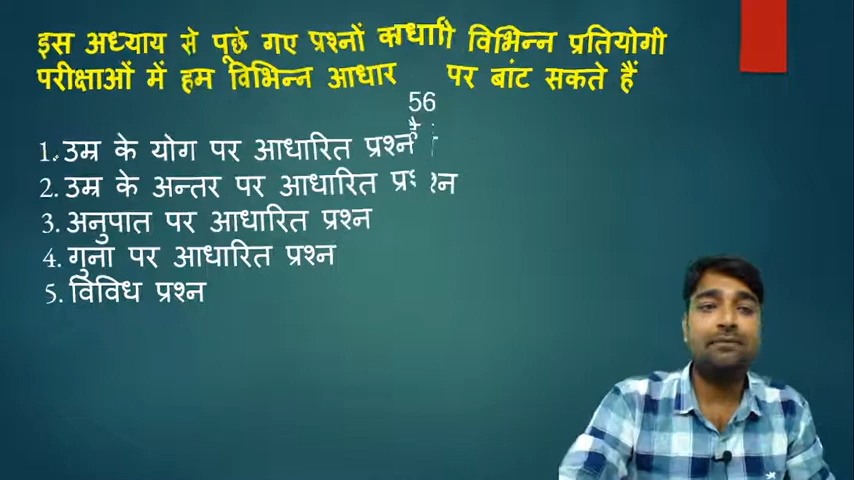 इस अध्याय से पूछे गए प्रश्नों विभिन्न प्रतियोगी
परीक्षाओं में हम विभिन्न आधार पर बांट सकते हैं
56
है
1. उम्र के योग पर आधारित प्रश्न
2. उम्र के अन्तर पर आधारित प्रश्न
3. अनुपात पर आधारित प्रश्न
4. गुना पर आधारित प्रश्न
5. विविध प्रश्न